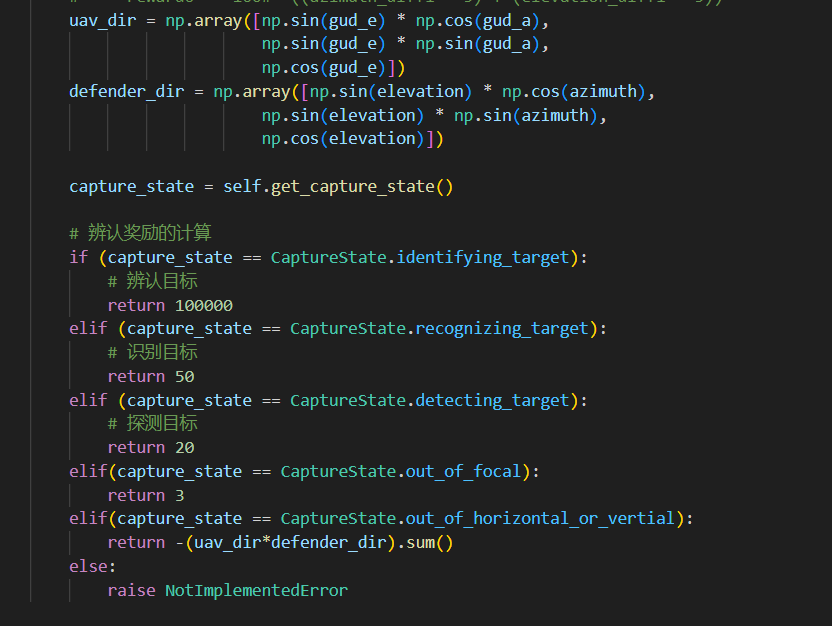 uav_dir = np.array([np.sin(gud_e) * np.cos(gud_a),
np.sin(gud_e) * np.sin(gud_a),
np.cos(gud_e)])
defender_dir = np.array([np.sin(elevation) * np.cos(azimuth),
np.sin(elevation) * np.sin(azimuth),
np.cos(elevation)])
capture_state = self.get_capture_state()
# 辨认奖励的计算
if (capture_state == CaptureState.identifying_target):
# 辨认目标
return 100000
elif (capture_state == CaptureState.recognizing_target):
# 识别目标
return 50
elif (capture_state == CaptureState.detecting_target):
# 探测目标
return 20
elif(capture_state == CaptureState.out_of_focal):
return 3
elif(capture_state == CaptureState.out_of_horizontal_or_vertial):
return -(uav_dir*defender_dir).sum()
else:
raise NotImplementedError